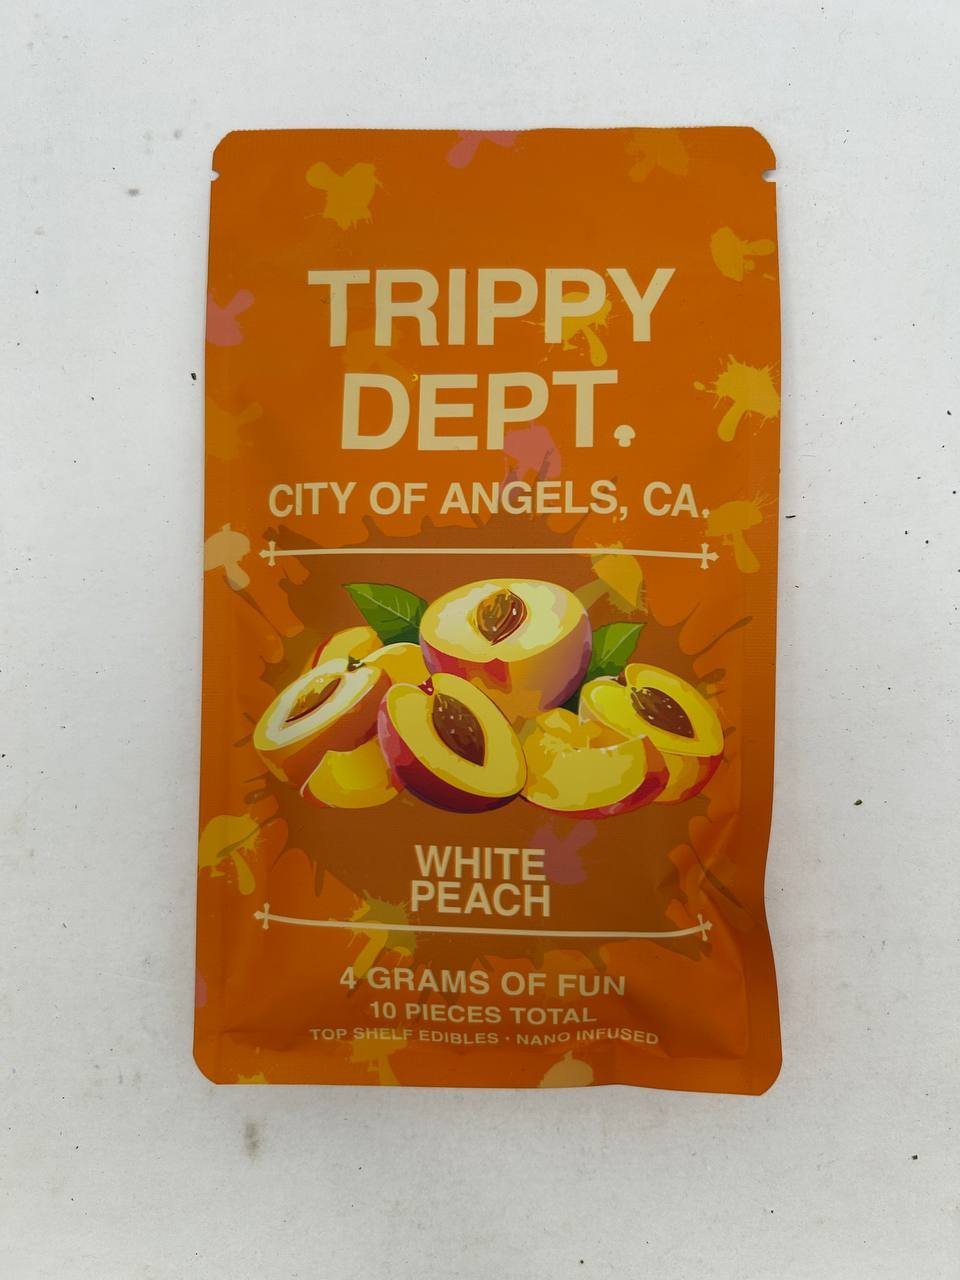 TRIPPY
DEPT.
CITY OF ANGELS, CA.
WHITE
PEACH
4 GRAMS OF FUN
10 PIECES TOTAL
TOP SHELF EDIBLES · NANO INFUSED